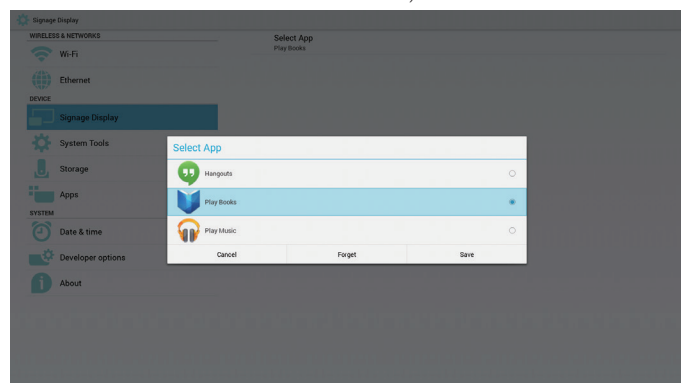 Signage Display
WIRELESS & NETWORKS
Wi-Fi
Ethernet
DEVICE
Signage Display
System Tools
Storage
Apps
SYSTEM
Date & time
Developer options
About
Select App
Play Books
Select App
Hangouts
Play Books
Play Music
Cancel Forget Save